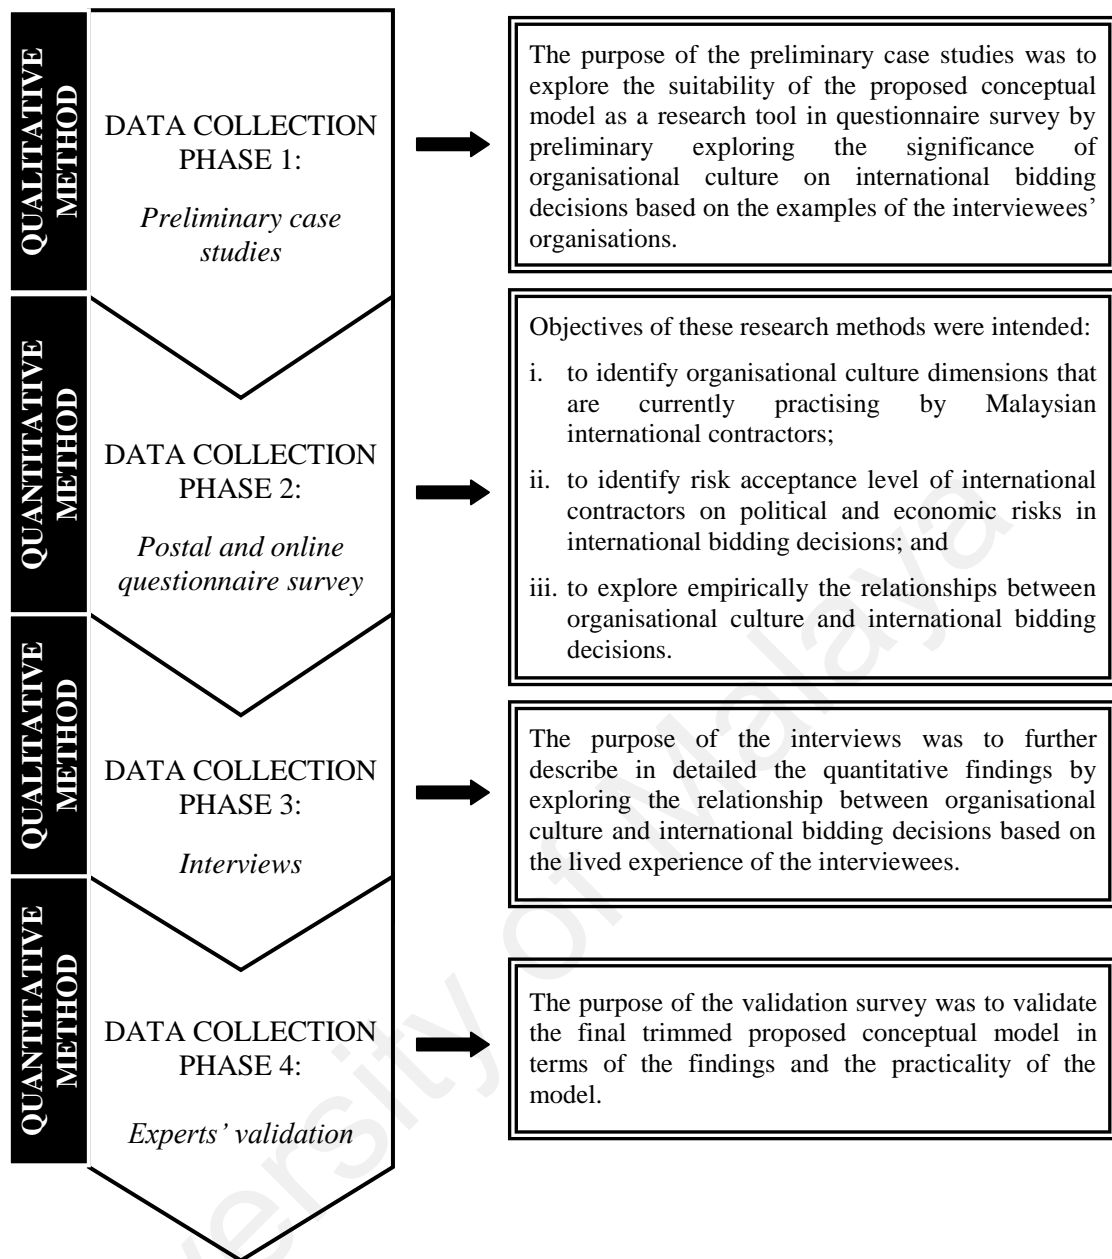 QUALITATIVE
METHOD
DATA COLLECTION
PHASE 1:
Preliminary case
studies
The purpose of the preliminary case studies was to
explore the suitability of the proposed conceptual
model as a research tool in questionnaire survey by
preliminary exploring the significance of
organisational culture on international bidding
decisions based on the examples of the interviewees’
organisations.
QUANTITATIVE
METHOD
DATA COLLECTION
PHASE 2:
Postal and online
questionnaire survey
Objectives of these research methods were intended:
i. to identify organisational culture dimensions that
are currently practising by Malaysian
international contractors;
ii. to identify risk acceptance level of international
contractors on political and economic risks in
international bidding decisions; and
iii. to explore empirically the relationships between
organisational culture and international bidding
decisions.
QUALITATIVE
METHOD
DATA COLLECTION
PHASE 3:
Interviews
The purpose of the interviews was to further
describe in detailed the quantitative findings by
exploring the relationship between organisational
culture and international bidding decisions based on
the lived experience of the interviewees.
QUANTITATIVE
METHOD
DATA COLLECTION
PHASE 4:
Experts’ validation
The purpose of the validation survey was to validate
the final trimmed proposed conceptual model in
terms of the findings and the practicality of the
model.
versity of Malaya